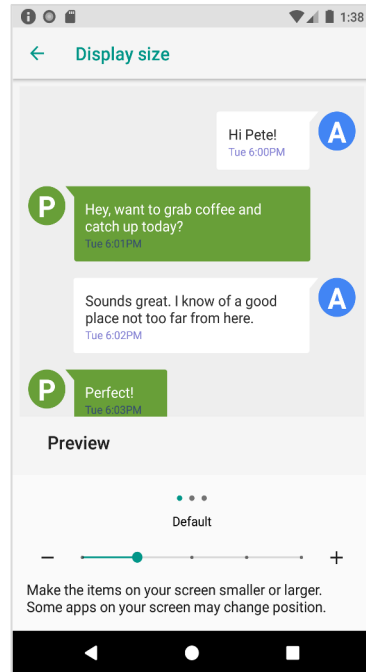 1:38
Display size
Hi Pete!
Tue 6:00PM
A
P
Hey, want to grab coffee and
catch up today?
Tue 6:01PM
Sounds great. I know of a good
place not too far from here.
Tue 6:02PM
A
P
Perfect!
Tue 6:03PM
Preview
Default
Make the items on your screen smaller or larger.
Some apps on your screen may change position.